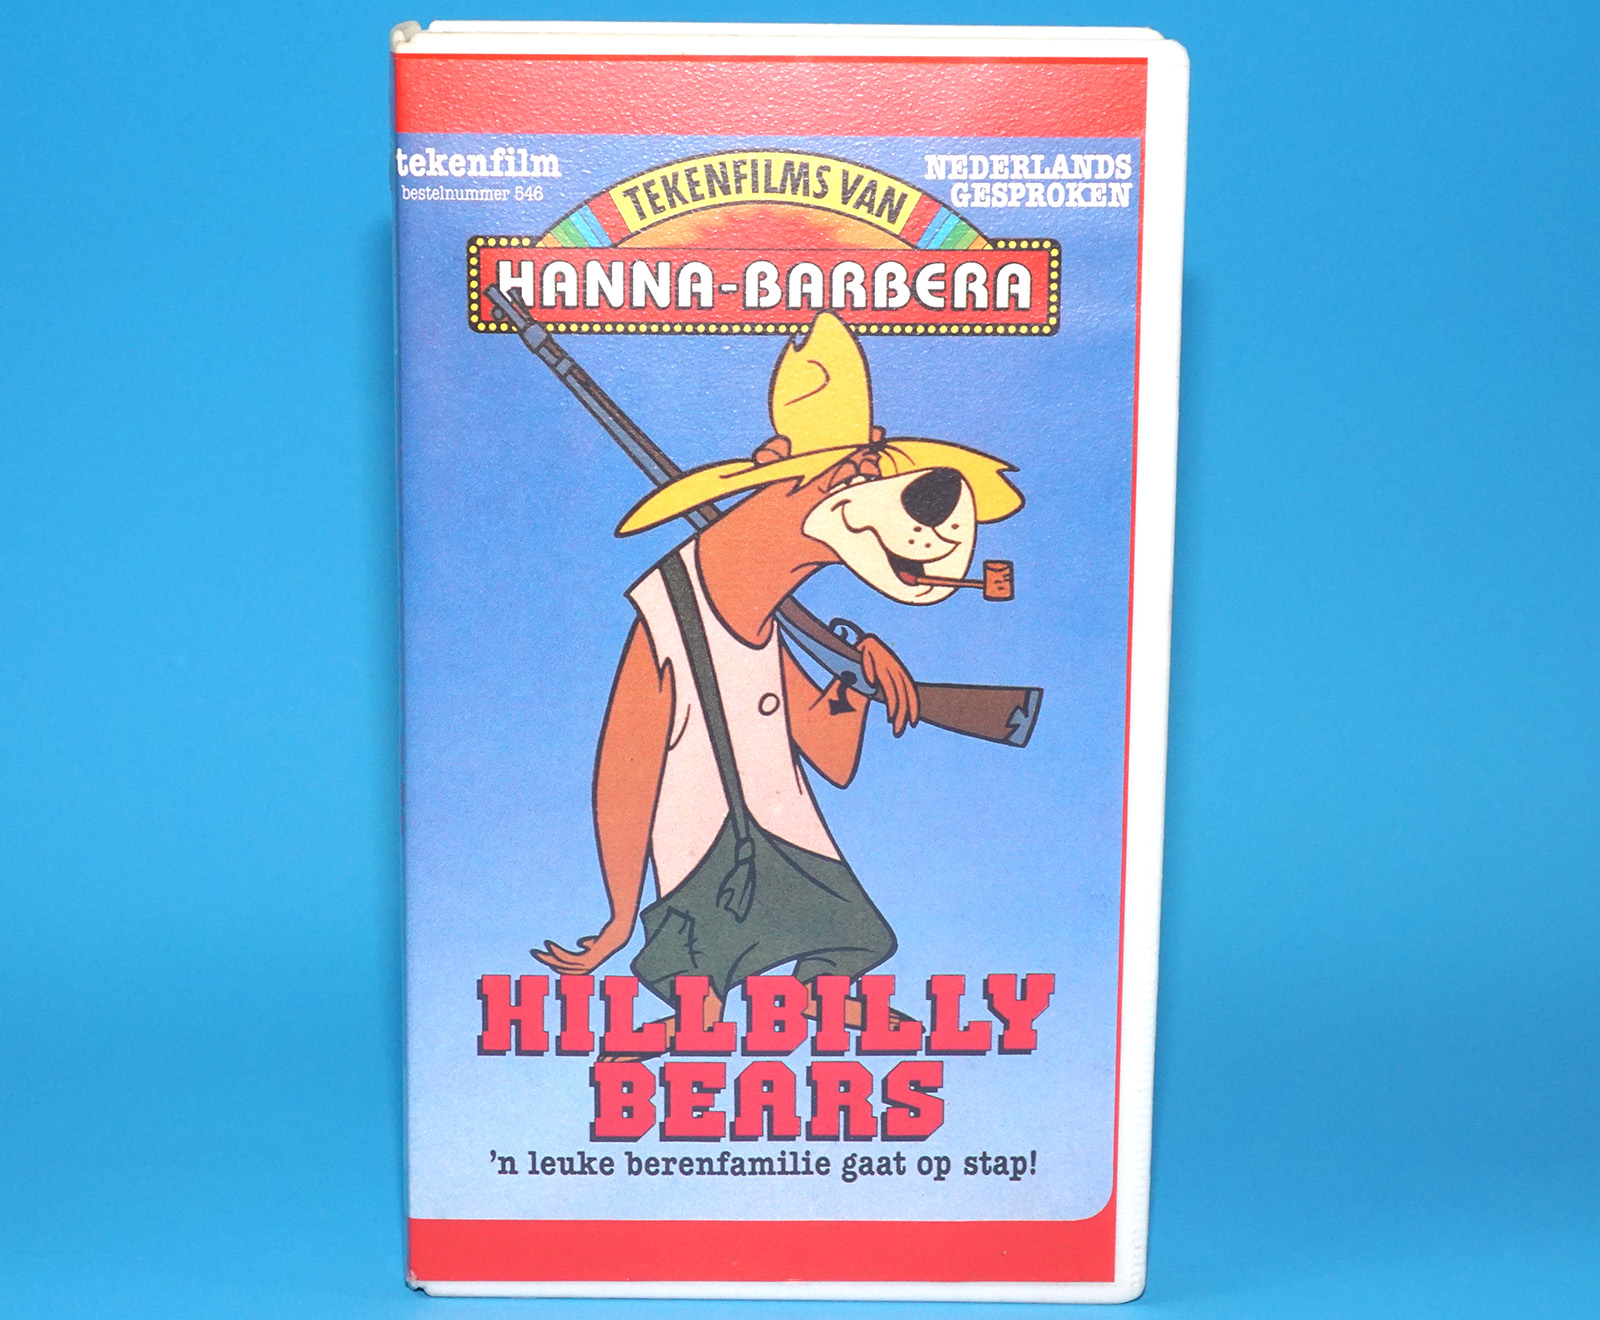 tekenfilm
bestelnummer 546
TEKENFILMS VAN
HANNA-BARBERA
NEDERLANDS
GESPROKEN
HILLBILLY
BEARS
'n leuke berenfamilie gaat op stap!